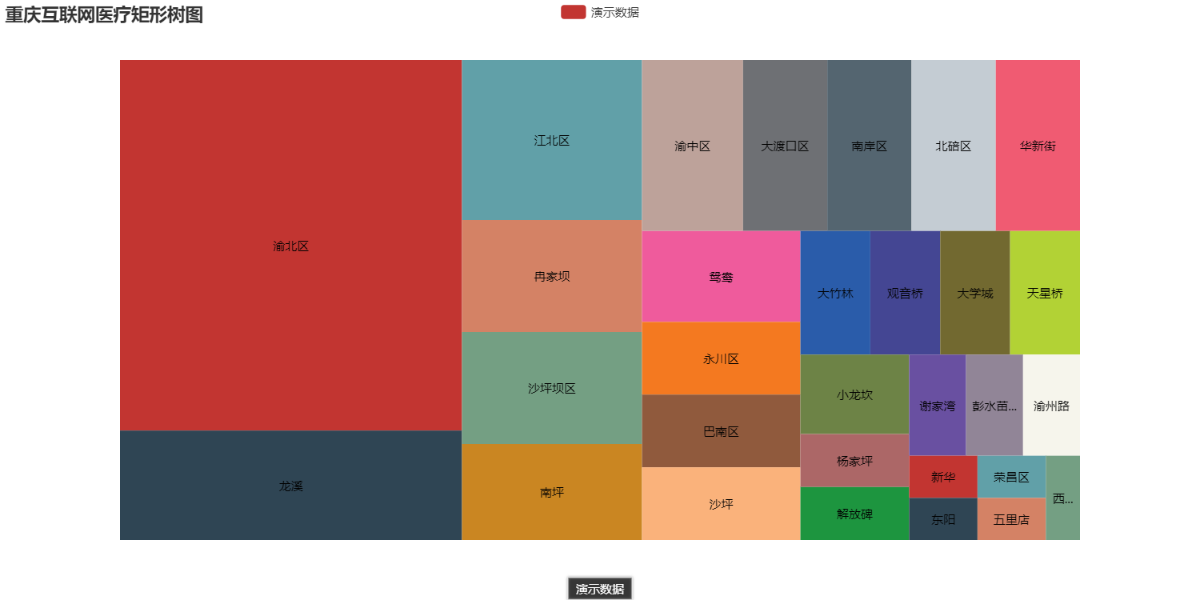 重庆互联网医疗矩形树图
演示数据
渝北区
龙溪
江北区
冉家坝
沙坪坝区
南坪
渝中区
大渡口区
南岸区
北碚区
华新街
鸳鸯
永川区
巴南区
沙坪
大竹林
观音桥
大学城
天星桥
小龙坎
杨家坪
解放碑
谢家湾
彭水苗...
渝州路
新华
东阳
荣昌区
五里店
西...
演示数据